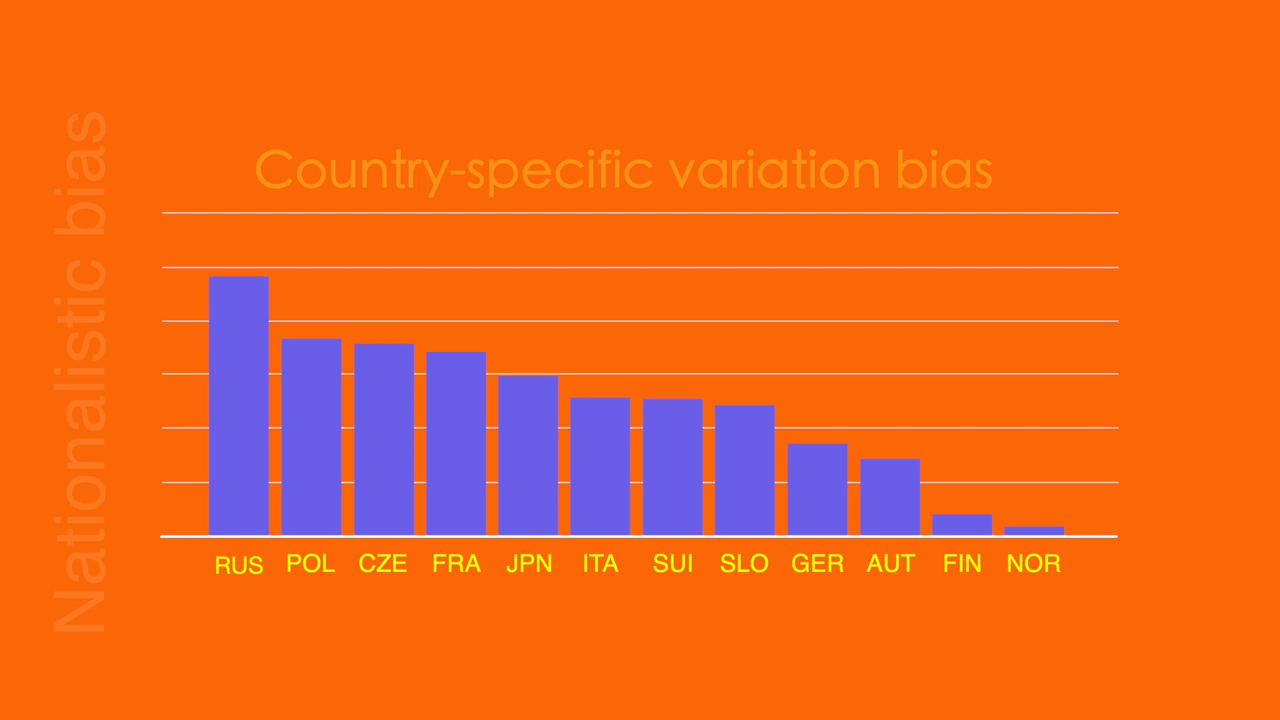 Nationalistic bias
Country-specific variation bias
RUS POL CZE FRA JPN ITA SUI SLO GER AUT FIN NOR